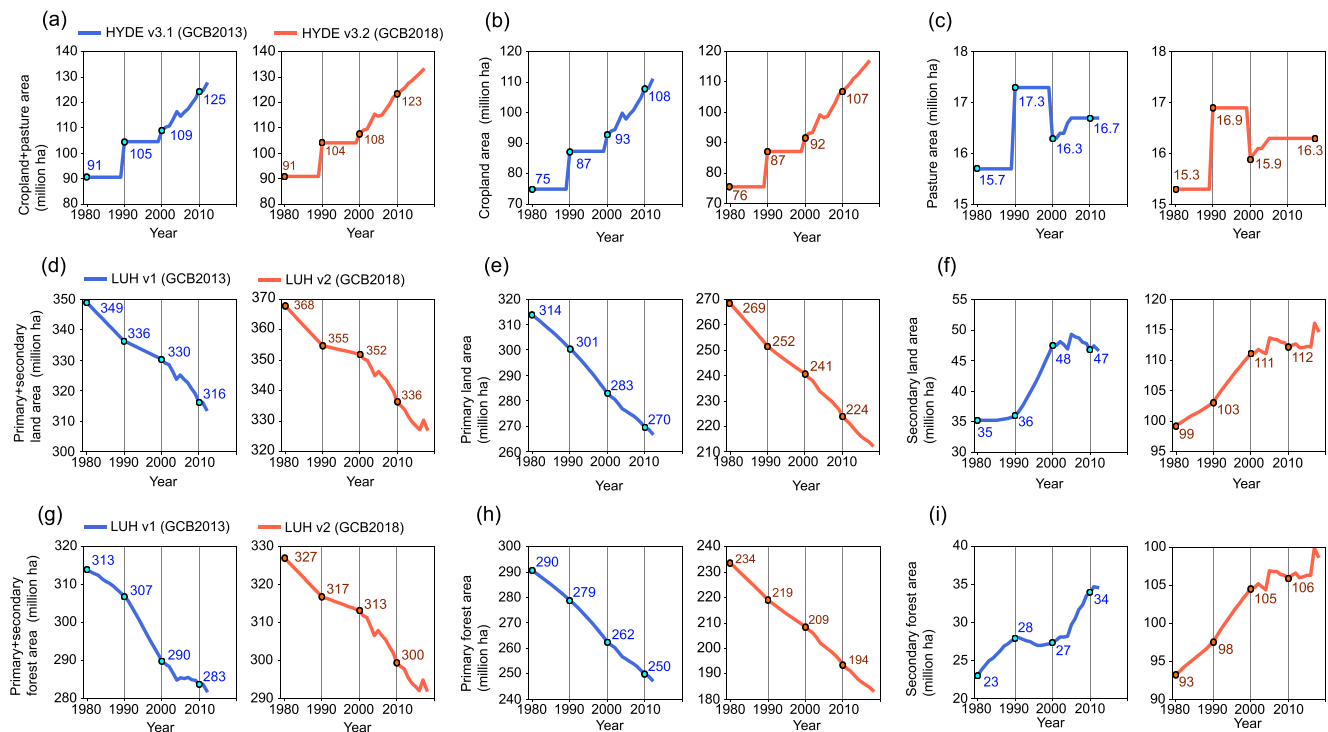 (a)
HYDE v3.1 (GCB2013)
HYDE v3.2 (GCB2018)
Cropland+pasture area
(million ha)
140
130
120
110
100
90
80
91
105
109
125
1980 1990 2000 2010
Year
140
130
120
110
100
90
80
91
104
108
123
1980 1990 2000 2010
Year
(b)
Cropland area (million ha)
120
110
100
90
80
70
75
87
93
108
1980 1990 2000 2010
Year
120
110
100
90
80
70
76
87
92
107
1980 1990 2000 2010
Year
(c)
Pasture area (million ha)
18
17
16
15
15.7
17.3
16.3
16.7
1980 1990 2000 2010
Year
18
17
16
15
15.3
16.9
15.9
16.3
1980 1990 2000 2010
Year
(d)
LUH v1 (GCB2013)
LUH v2 (GCB2018)
Primary+secondary
land area (million ha)
350
340
330
320
310
300
349
336
330
316
1980 1990 2000 2010
Year
370
360
350
340
330
320
368
355
352
336
1980 1990 2000 2010
Year
(e)
Primary land area
(million ha)
320
310
300
290
280
270
260
314
301
283
270
1980 1990 2000 2010
Year
270
260
250
240
230
220
210
269
252
241
224
1980 1990 2000 2010
Year
(f)
Secondary land area
(million ha)
55
50
45
40
35
30
35
36
48
47
1980 1990 2000 2010
Year
120
115
110
105
100
95
99
103
111
112
1980 1990 2000 2010
Year
(g)
LUH v1 (GCB2013)
LUH v2 (GCB2018)
Primary+secondary
forest area (million ha)
320
310
300
290
280
313
307
290
283
1980 1990 2000 2010
Year
330
320
310
300
290
327
317
313
300
1980 1990 2000 2010
Year
(h)
Primary forest area
(million ha)
300
290
280
270
260
250
240
290
279
262
250
1980 1990 2000 2010
Year
240
230
220
210
200
190
180
234
219
209
194
1980 1990 2000 2010
Year
(i)
Secondary forest area
(million ha)
40
35
30
25
20
23
28
27
34
1980 1990 2000 2010
Year
100
105
100
95
90
93
98
105
106
1980 1990 2000 2010
Year